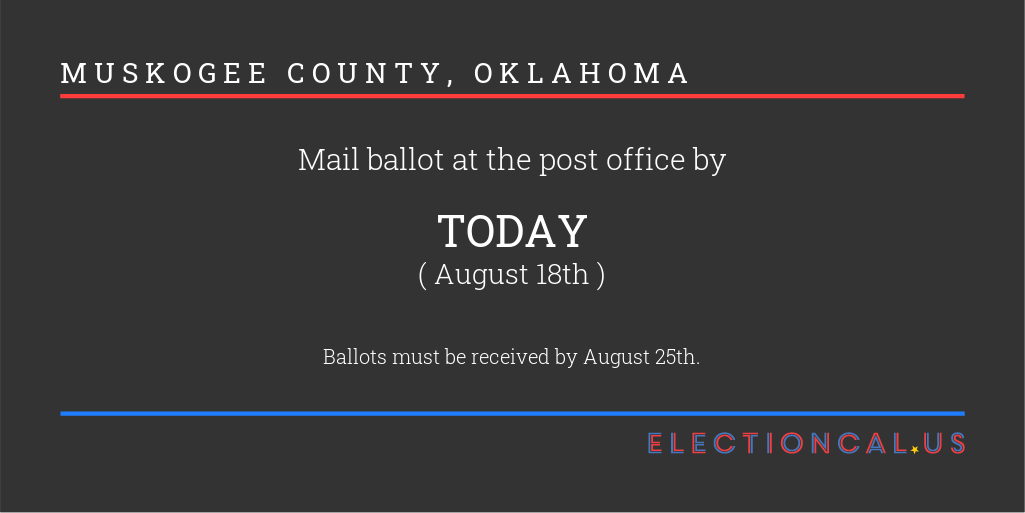 MUSKOGEE COUNTY, OKLAHOMA
Mail ballot at the post office by
TODAY
( August 18th )
Ballots must be received by August 25th.
ELECTIONCAL.US